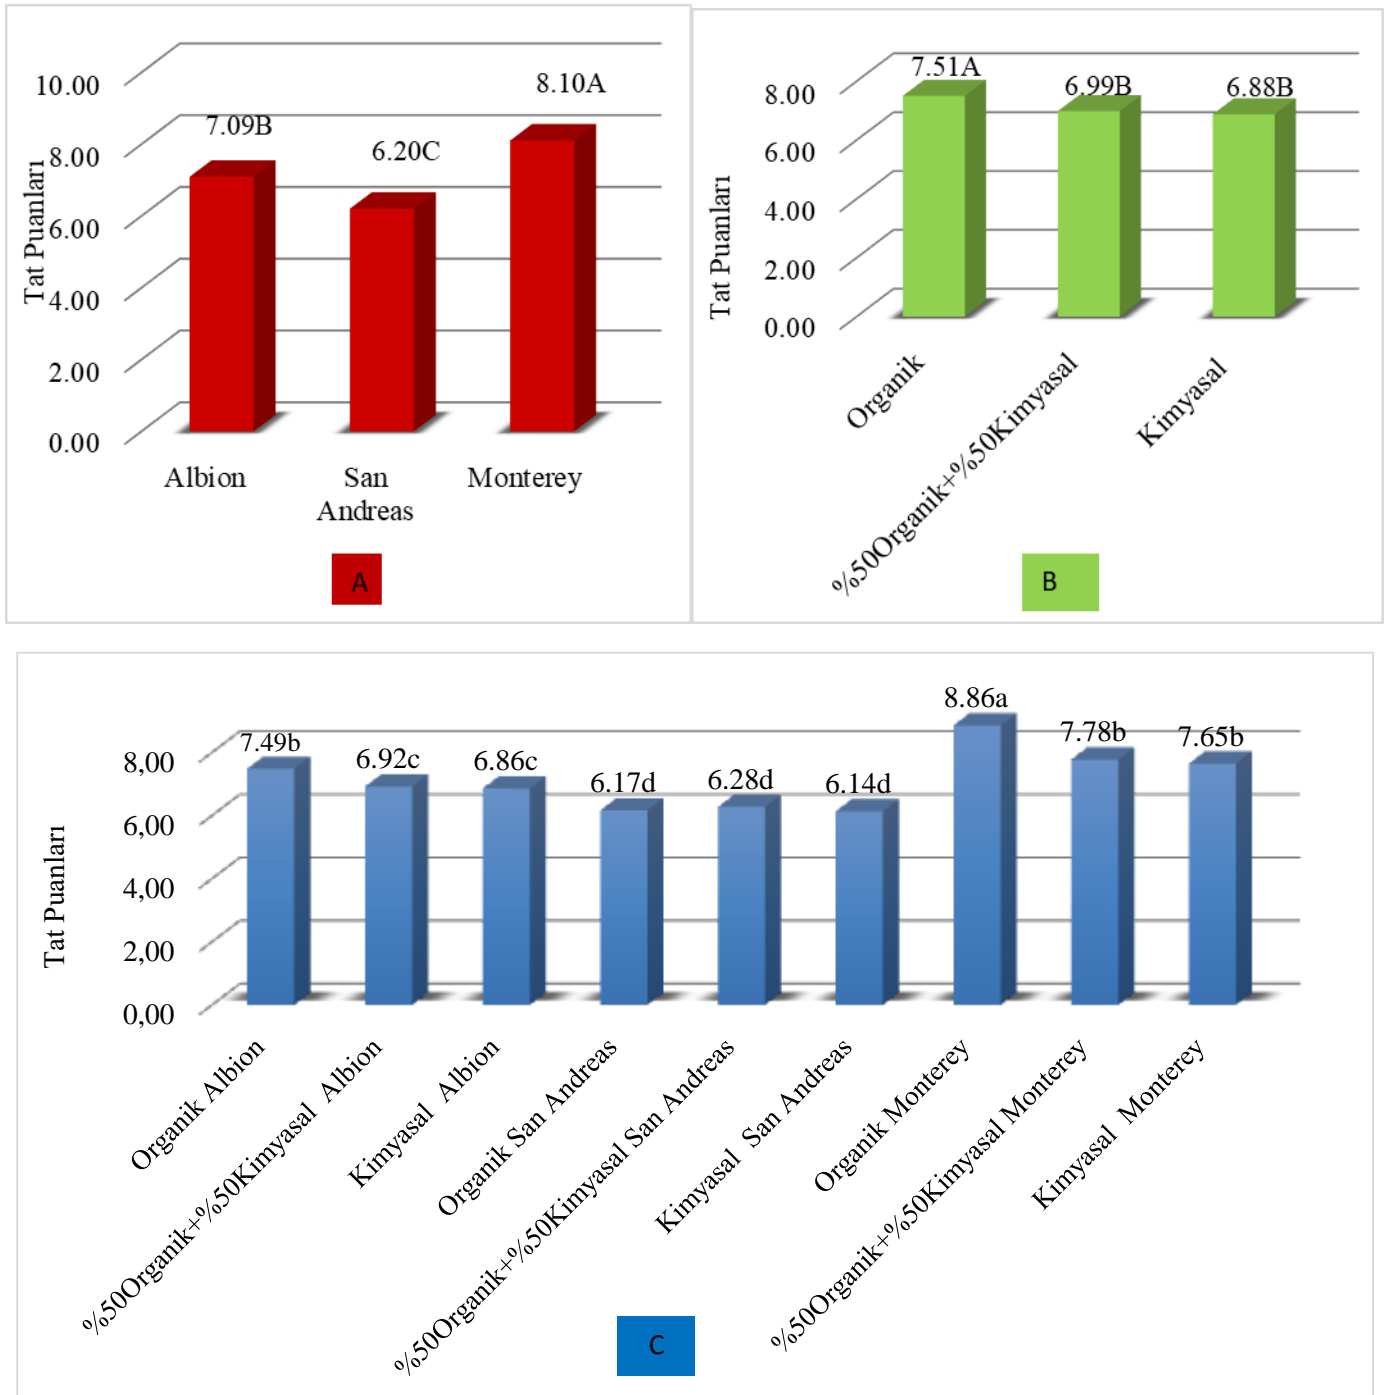 Tat Puanları
10.00
8.00
6.00
4.00
2.00
0.00
7.09B
6.20C
8.10A
Albion
San
Andreas
Monterey
A
Tat Puanları
8.00
6.00
4.00
2.00
0.00
7.51A
6.99B
6.88B
Organik
%50Organik+%50Kimyasal
Kimyasal
B
Tat Puanları
8,00
6,00
4,00
2,00
0,00
7.49b
6.92c
6.86c
6.17d
6.28d
6.14d
8.86a
7.78b
7.65b
Organik Albion
%50Organik+%50Kimyasal  Albion
Kimyasal  Albion
Organik San Andreas
%50Organik+%50Kimyasal San Andreas
Kimyasal  San Andreas
Organik Monterey
%50Organik+%50Kimyasal Monterey
Kimyasal  Monterey
C